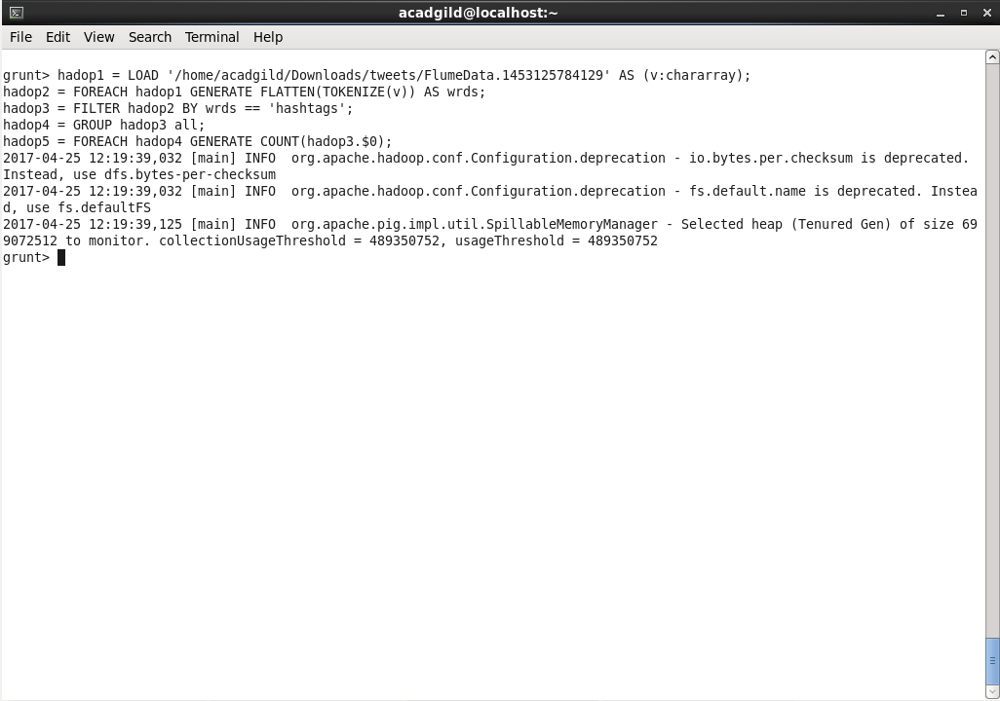 acadgild@localhost:~
File Edit View Search Terminal Help
grunt> hadop1 = LOAD '/home/acadgild/Downloads/tweets/FlumeData.1453125784129' AS (v:chararray);
hadop2 = FOREACH hadop1 GENERATE FLATTEN(TOKENIZE(v)) AS wrds;
hadop3 = FILTER hadop2 BY wrds == 'hashtags';
hadop4 = GROUP hadop3 all;
hadop5 = FOREACH hadop4 GENERATE COUNT(hadop3.$0);
2017-04-25 12:19:39,032 [main] INFO  org.apache.hadoop.conf.Configuration.deprecation - io.bytes.per.checksum is deprecated.
Instead, use dfs.bytes-per-checksum
2017-04-25 12:19:39,032 [main] INFO  org.apache.hadoop.conf.Configuration.deprecation - fs.default.name is deprecated. Instea
d, use fs.defaultFS
2017-04-25 12:19:39,125 [main] INFO  org.apache.pig.impl.util.SpillableMemoryManager - Selected heap (Tenured Gen) of size 69
9072512 to monitor. collectionUsageThreshold = 489350752, usageThreshold = 489350752
grunt>